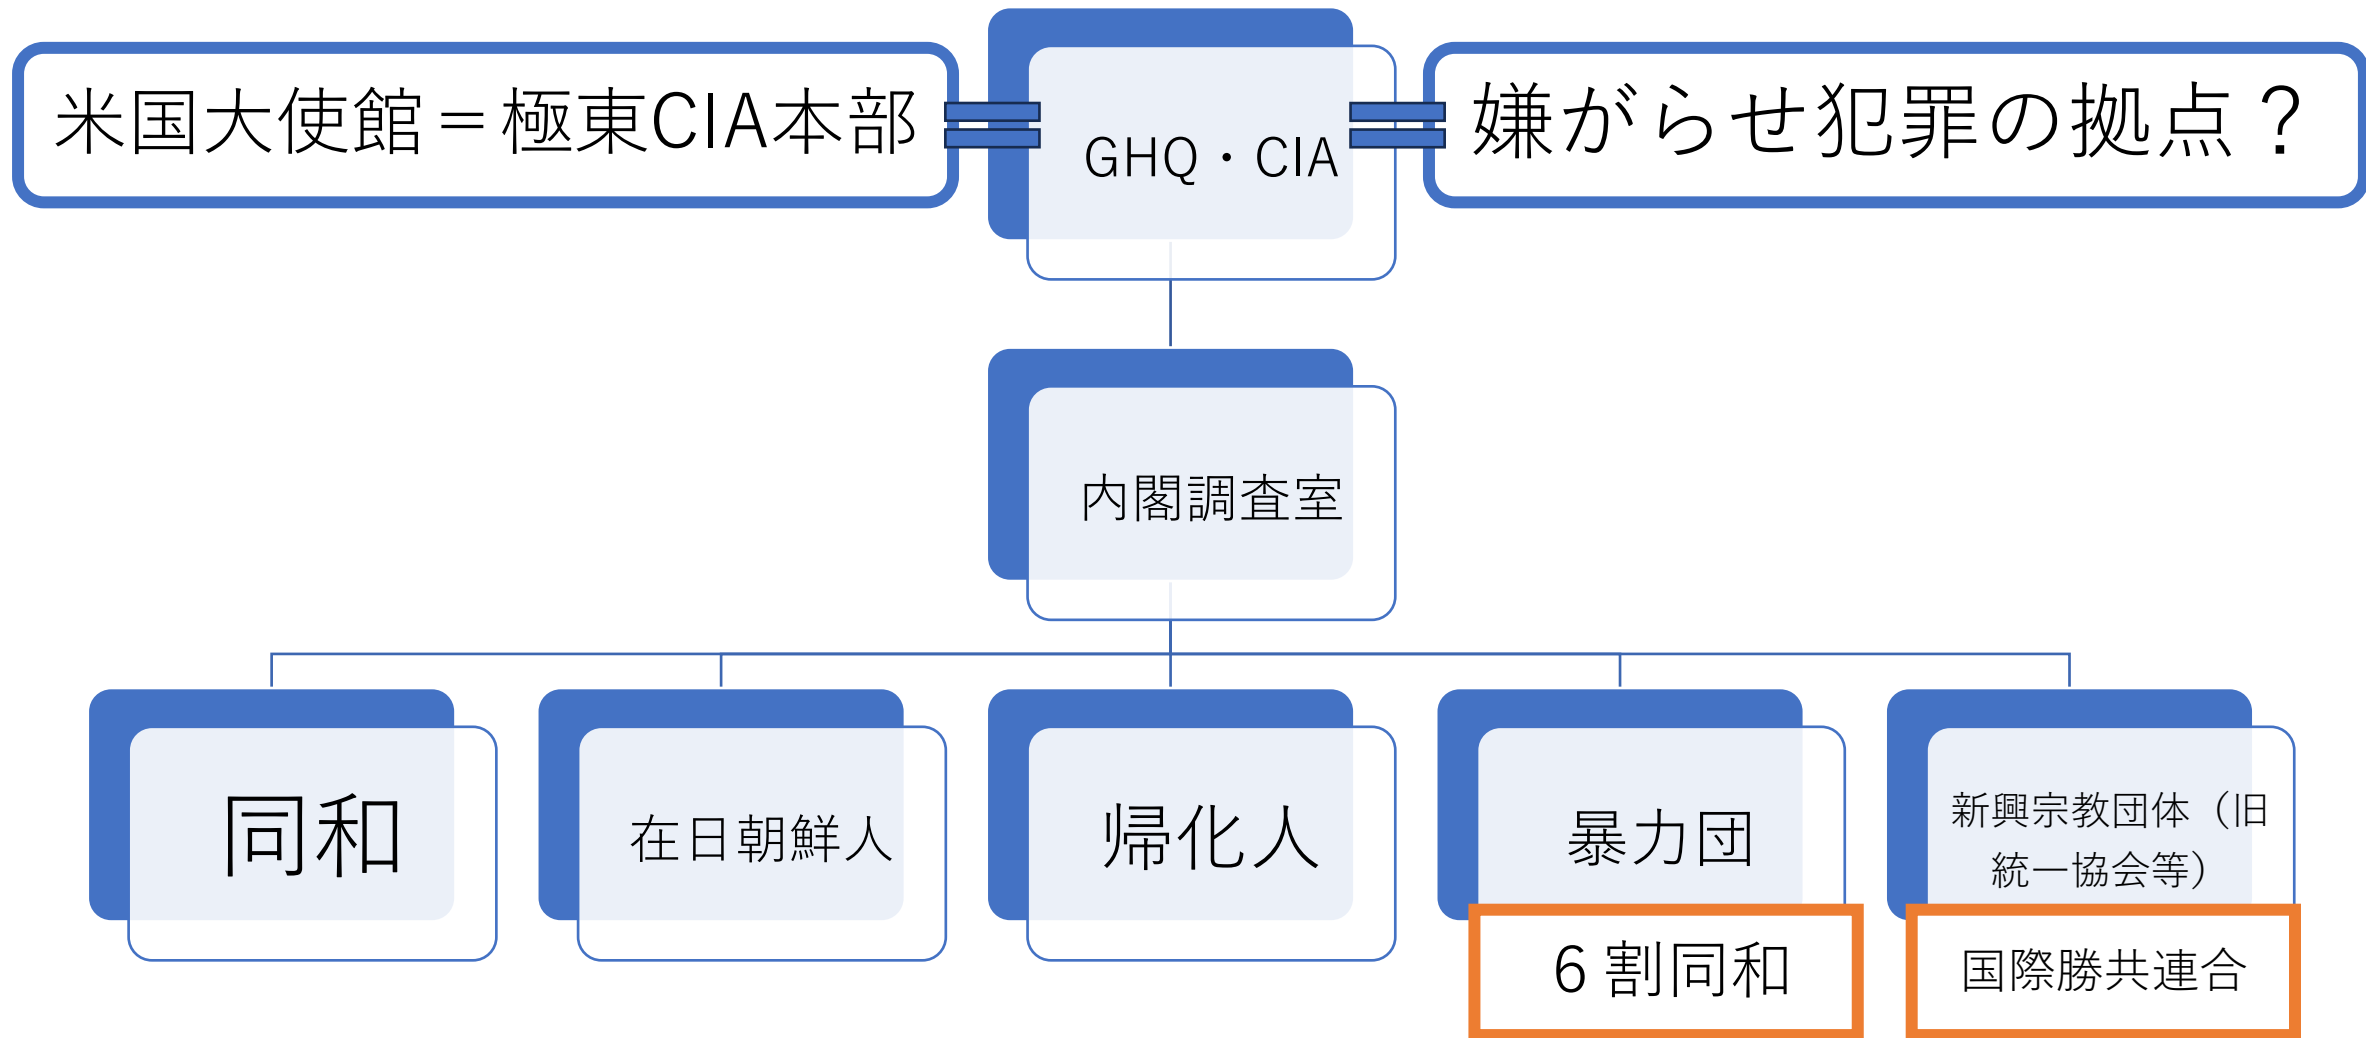 米国大使館＝極東CIA本部
GHQ・CIA
嫌がらせ犯罪の拠点？
内閣調査室
同和
在日朝鮮人
帰化人
暴力団
新興宗教団体（旧
統一協会等）
６割同和
国際勝共連合